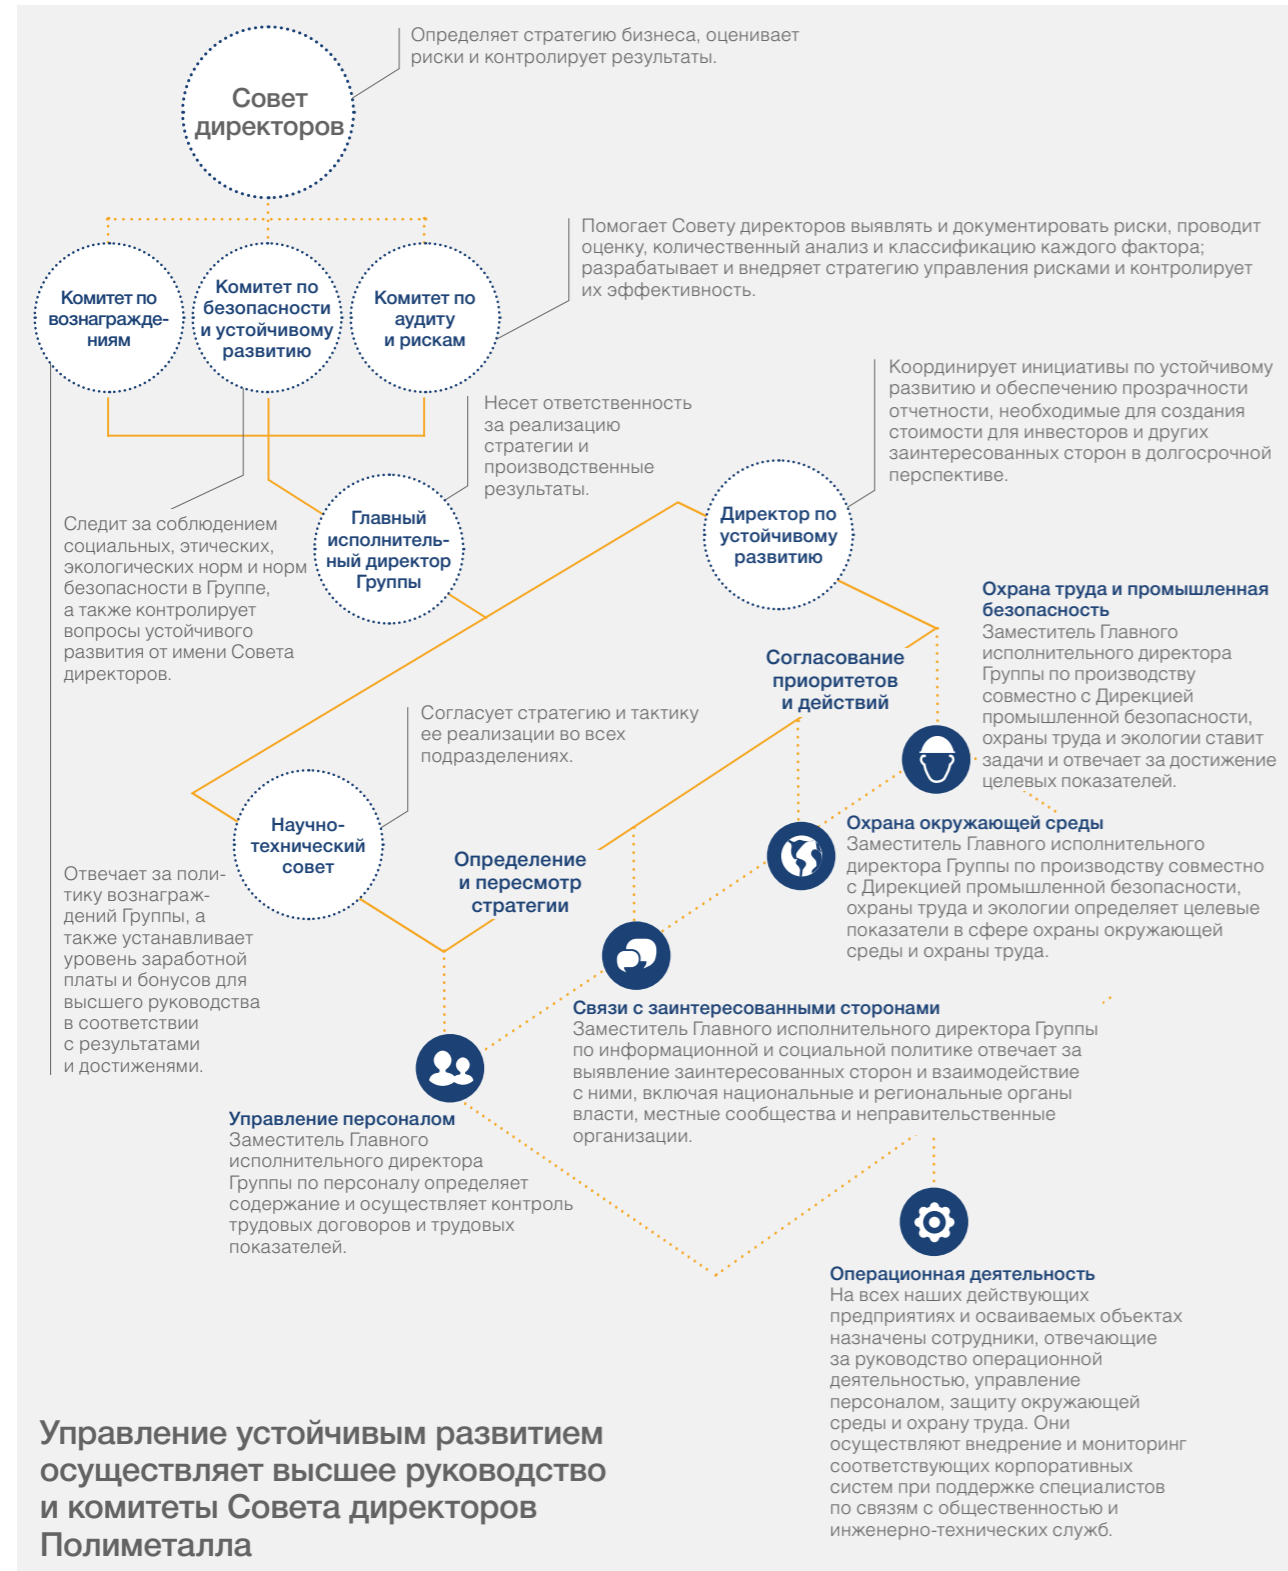 Определяет стратегию бизнеса, оценивает
риски и контролирует результаты.
Совет
директоров
Помогает Совету директоров выявлять и документировать риски, проводит
оценку, количественный анализ и классификацию каждого фактора;
разрабатывает и внедряет стратегию управления рисками и контролирует
их эффективность.
Комитет по
вознагражде-
ниям
Комитет по
безопасности
и устойчивому
развитию
Комитет по
аудиту
и рискам
Координирует инициативы по устойчивому
развитию и обеспечению прозрачности
отчетности, необходимые для создания
стоимости для инвесторов и других
заинтересованных сторон в долгосрочной
перспективе.
Несет ответственность
за реализацию
стратегии и
производственные
результаты.
Следит за соблюдением
социальных, этических,
экологических норм и норм
безопасности в Группе,
а также контролирует
вопросы устойчивого
развития от имени Совета
директоров.
Главный
исполнитель-
ный директор
Группы
Директор по
устойчивому
развитию
Охрана труда и промышленная
безопасность
Заместитель Главного
исполнительного директора
Группы по производству
совместно с Дирекцией
промышленной безопасности,
охраны труда и экологии ставит
задачи и отвечает за достижение
целевых показателей.
Согласование
приоритетов
и действий
Согласует стратегию и тактику
ее реализации во всех
подразделениях.
Научно-
технический
совет
Охрана окружающей среды
Заместитель Главного исполнительного
директора Группы по производству совместно
с Дирекцией промышленной безопасности,
охраны труда и экологии определяет целевые
показатели в сфере охраны окружающей
среды и охраны труда.
Определение
и пересмотр
стратегии
Отвечает за поли-
тику вознаграж-
дений Группы, а
также устанавливает
уровень заработной
платы и бонусов для
высшего руководства
в соответствии
с результатами
и достиженями.
Связи с заинтересованными сторонами
Заместитель Главного исполнительного директора Группы
по информационной и социальной политике отвечает за
выявление заинтересованных сторон и взаимодействие
с ними, включая национальные и региональные органы
власти, местные сообщества и неправительственные
организации.
Управление персоналом
Заместитель Главного
исполнительного директора
Группы по персоналу определяет
содержание и осуществляет контроль
трудовых договоров и трудовых
показателей.
Операционная деятельность
На всех наших действующих
предприятиях и осваиваемых объектах
назначены сотрудники, отвечающие
за руководство операционной
деятельностью, управление
персоналом, защиту окружающей
среды и охрану труда. Они
осуществляют внедрение и мониторинг
соответствующих корпоративных
систем при поддержке специалистов
по связям с общественностью и
инженерно-технических служб.
Управление устойчивым развитием
осуществляет высшее руководство
и комитеты Совета директоров
Полиметалла